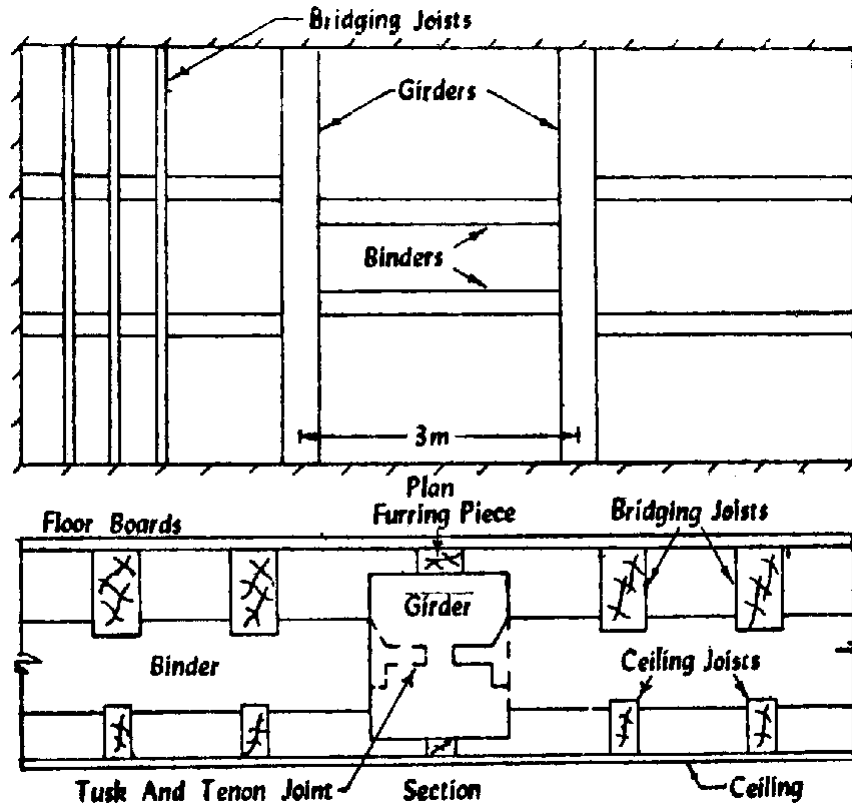 Bridging Joists
Girders
Binders
3m
Plan
Floor Boards
Furring Piece
Bridging Joists
Girder
Binder
Ceiling Joists
Tusk And Tenon Joint
Section
Ceiling